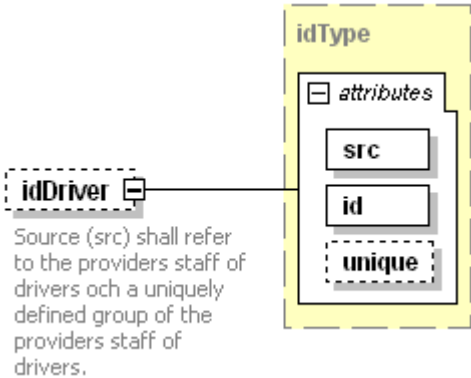 idType
attributes
src
idDriver
id
unique
Source (src) shall refer
to the providers staff of
drivers och a uniquely
defined group of the
providers staff of
drivers.